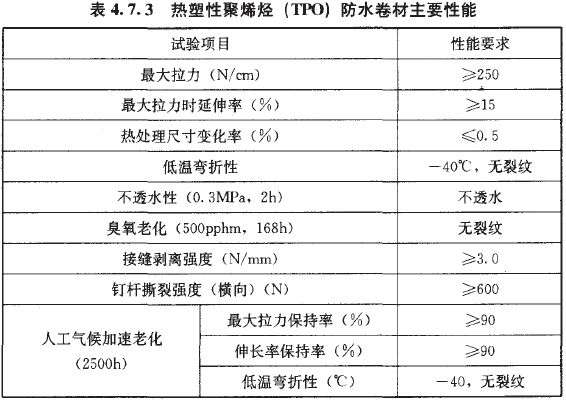 表 4.7.3 热塑性聚烯烃（TPO）防水卷材主要性能
试验项目 性能要求
最大拉力（N/cm） ≥250
最大拉力时延伸率（%） ≥15
热处理尺寸变化率（%） ≤0.5
低温弯折性 －40℃，无裂纹
不透水性（0.3MPa，2h） 不透水
臭氧老化（500pphm，168h） 无裂纹
接缝剥离强度（N/mm） ≥3.0
钉杆撕裂强度（横向）（N） ≥600
人工气候加速老化
（2500h）
最大拉力保持率（%） ≥90
伸长率保持率（%） ≥90
低温弯折性（℃） －40，无裂纹